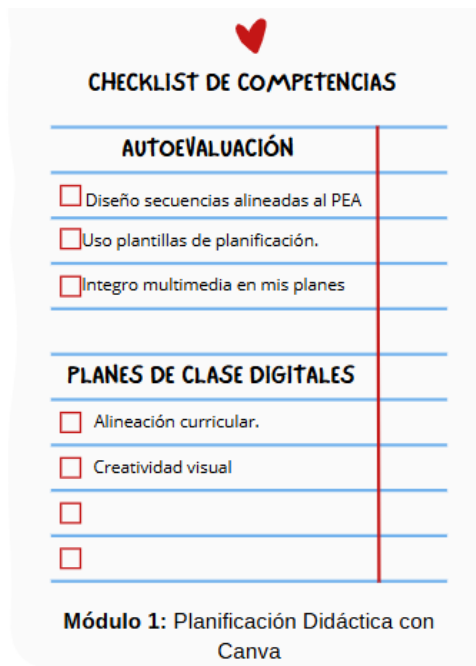 CHECKLIST DE COMPETENCIAS
AUTOEVALUACIÓN
Diseño secuencias alineadas al PEA
Uso plantillas de planificación.
Integro multimedia en mis planes
PLANES DE CLASE DIGITALES
Alineación curricular.
Creatividad visual
Módulo 1: Planificación Didáctica con
Canva